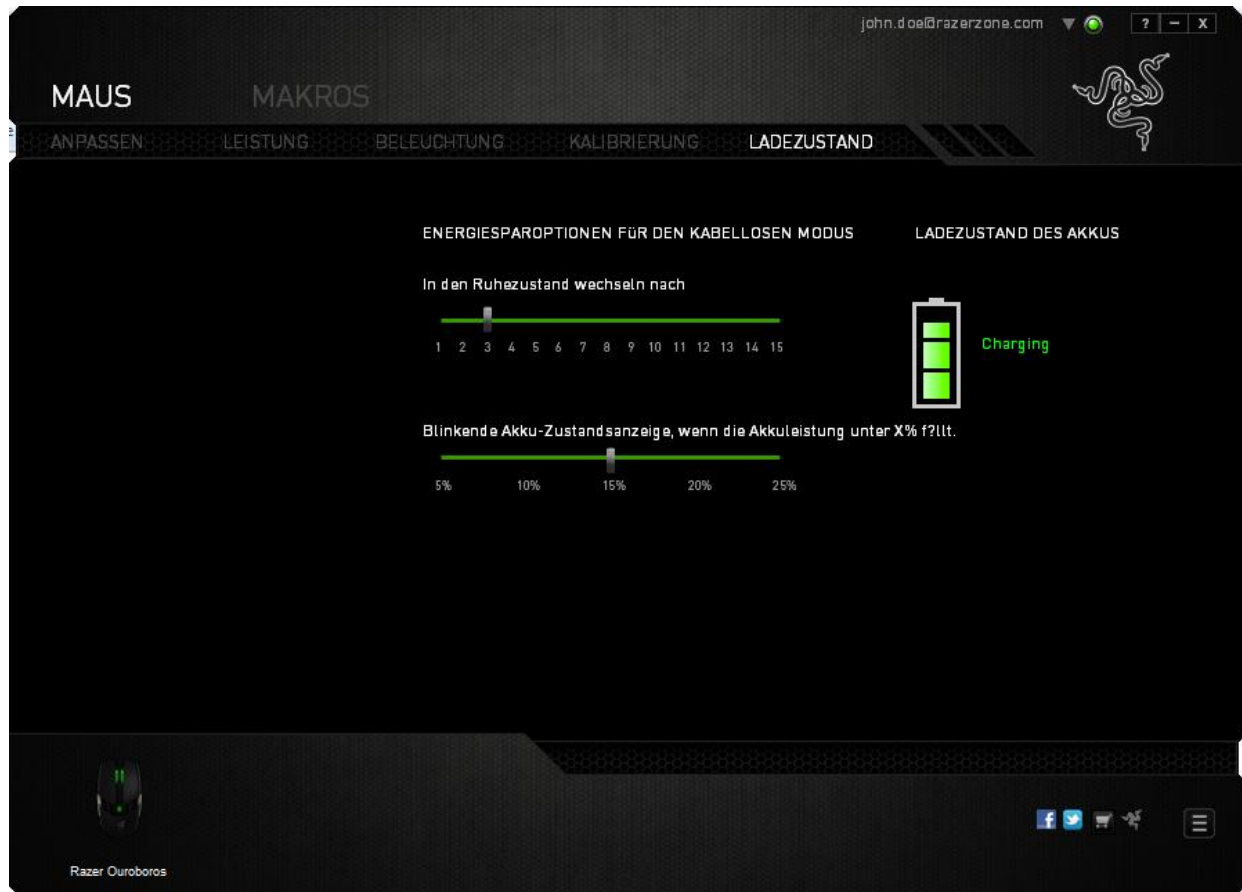 john.doe@razerzone.com ? – X
MAUS MAKROS
ANPASSEN LEISTUNG BELEUCHTUNG KALIBRIERUNG LADEZUSTAND
ENERGIESPAROPTIONEN FüR DEN KABELLOSEN MODUS LADEZUSTAND DES AKKUS
In den Ruhezustand wechseln nach
1 2 3 4 5 6 7 8 9 10 11 12 13 14 15
Charging
Blinkende Akku-Zustandsanzeige, wenn die Akkuleistung unter X% f?llt.
5% 10% 15% 20% 25%
Razer Ouroboros